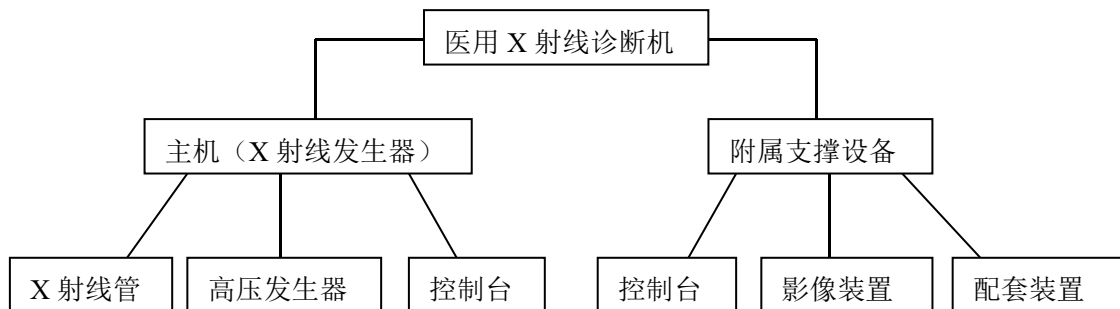 医用 X 射线诊断机
主机（X 射线发生器）
附属支撑设备
X 射线管
高压发生器
控制台
控制台
影像装置
配套装置